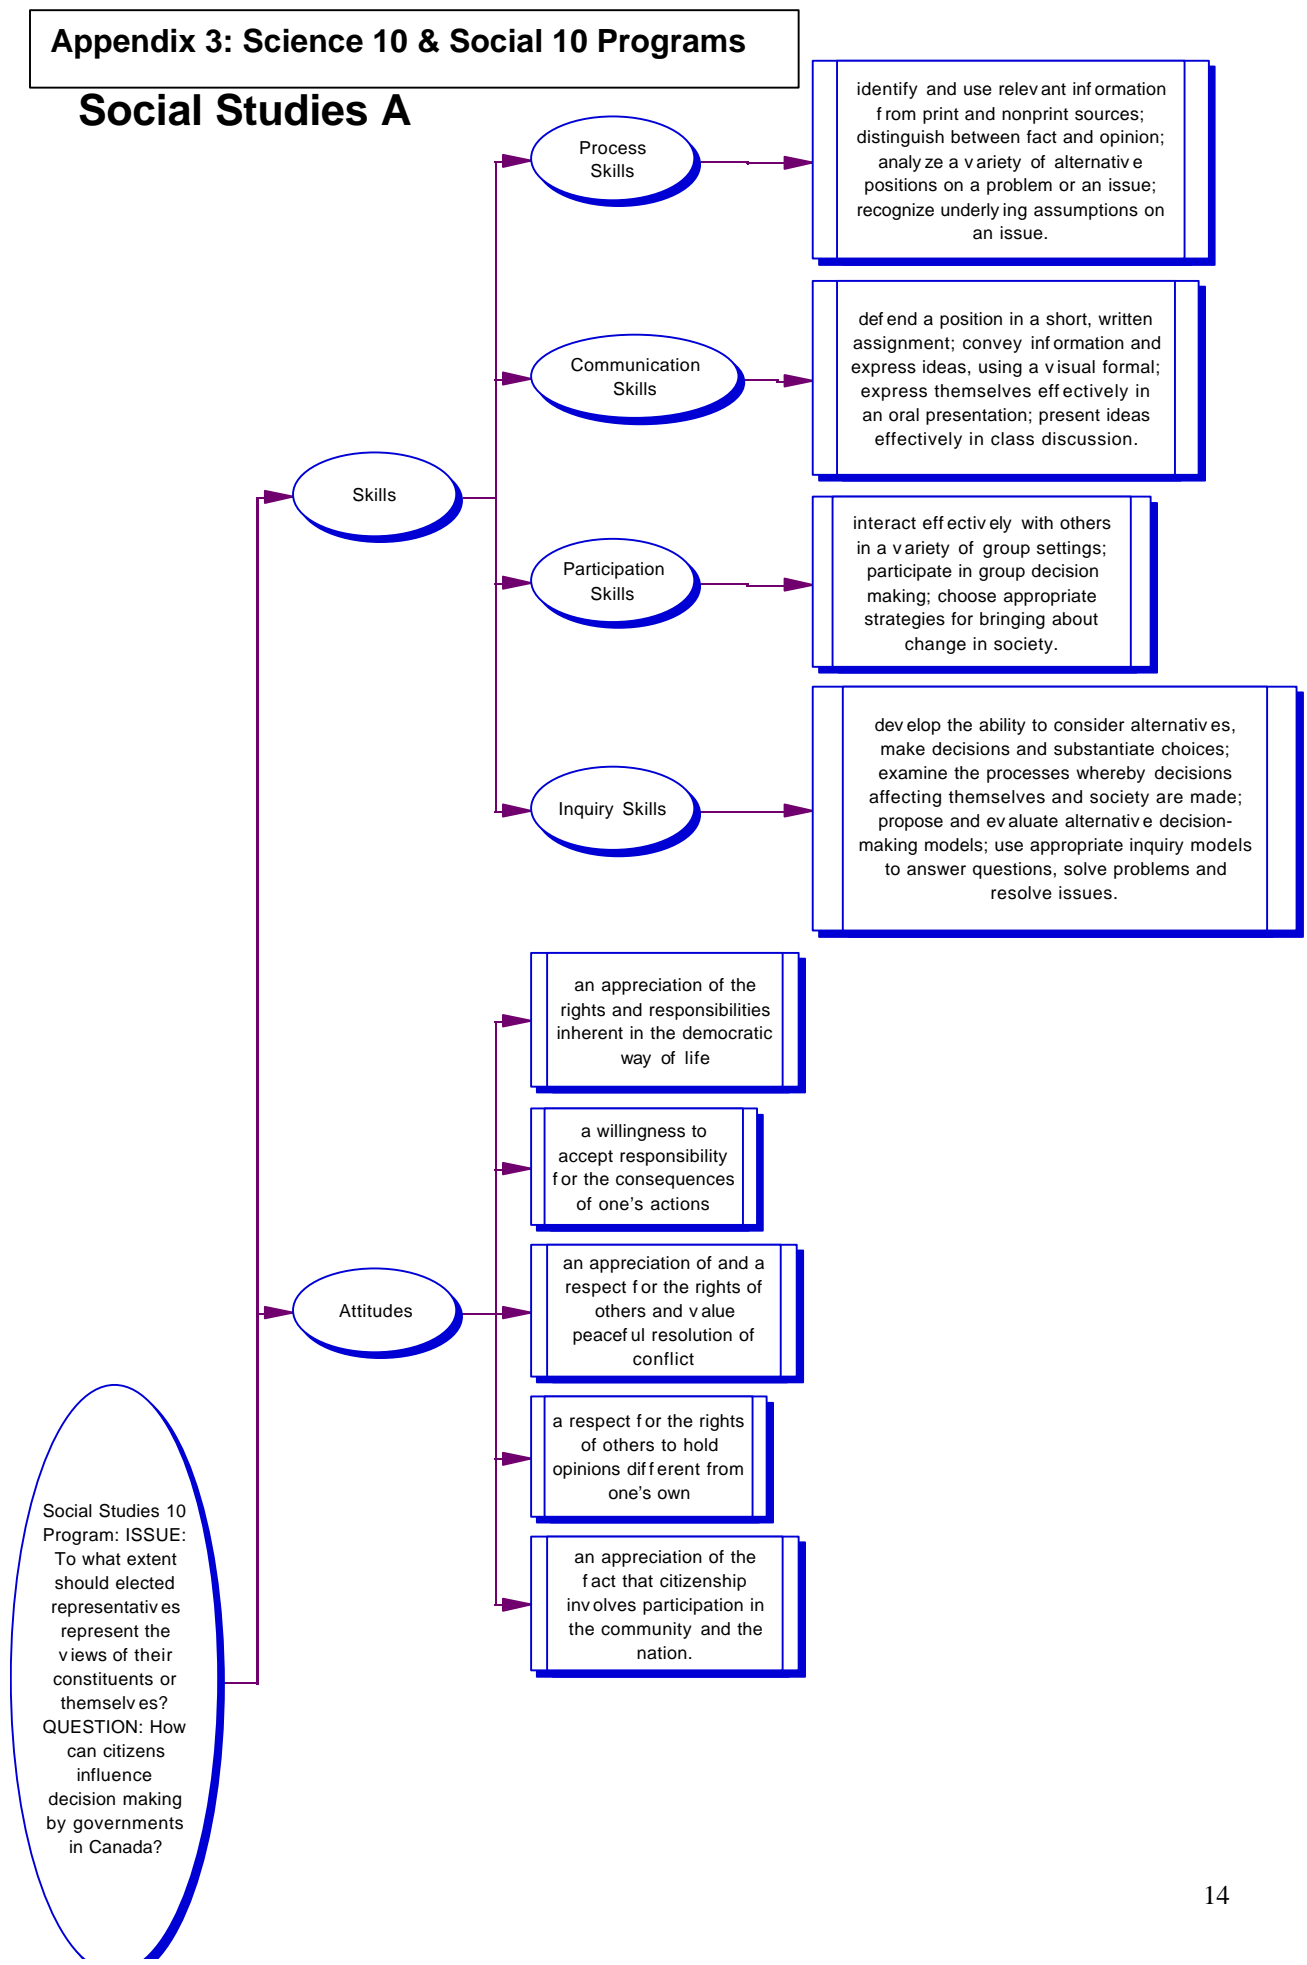 Appendix 3: Science 10 & Social 10 Programs
Social Studies A
Process
Skills
identify and use relevant information
from print and nonprint sources;
distinguish between fact and opinion;
analyze a variety of alternative
positions on a problem or an issue;
recognize underlying assumptions on
an issue.
Communication
Skills
defend a position in a short, written
assignment; convey information and
express ideas, using a visual formal;
express themselves effectively in
an oral presentation; present ideas
effectively in class discussion.
Skills
Participation
Skills
interact effectively with others
in a variety of group settings;
participate in group decision
making; choose appropriate
strategies for bringing about
change in society.
Inquiry Skills
develop the ability to consider alternatives,
make decisions and substantiate choices;
examine the processes whereby decisions
affecting themselves and society are made;
propose and evaluate alternative decision-
making models; use appropriate inquiry models
to answer questions, solve problems and
resolve issues.
an appreciation of the
rights and responsibilities
inherent in the democratic
way of life
a willingness to
accept responsibility
for the consequences
of one’s actions
Attitudes
an appreciation of and a
respect for the rights of
others and value
peaceful resolution of
conflict
a respect for the rights
of others to hold
opinions different from
one’s own
an appreciation of the
fact that citizenship
involves participation in
the community and the
nation.
Social Studies 10
Program: ISSUE:
To what extent
should elected
representatives
represent the
views of their
constituents or
themselves?
QUESTION: How
can citizens
influence
decision making
by governments
in Canada?
14